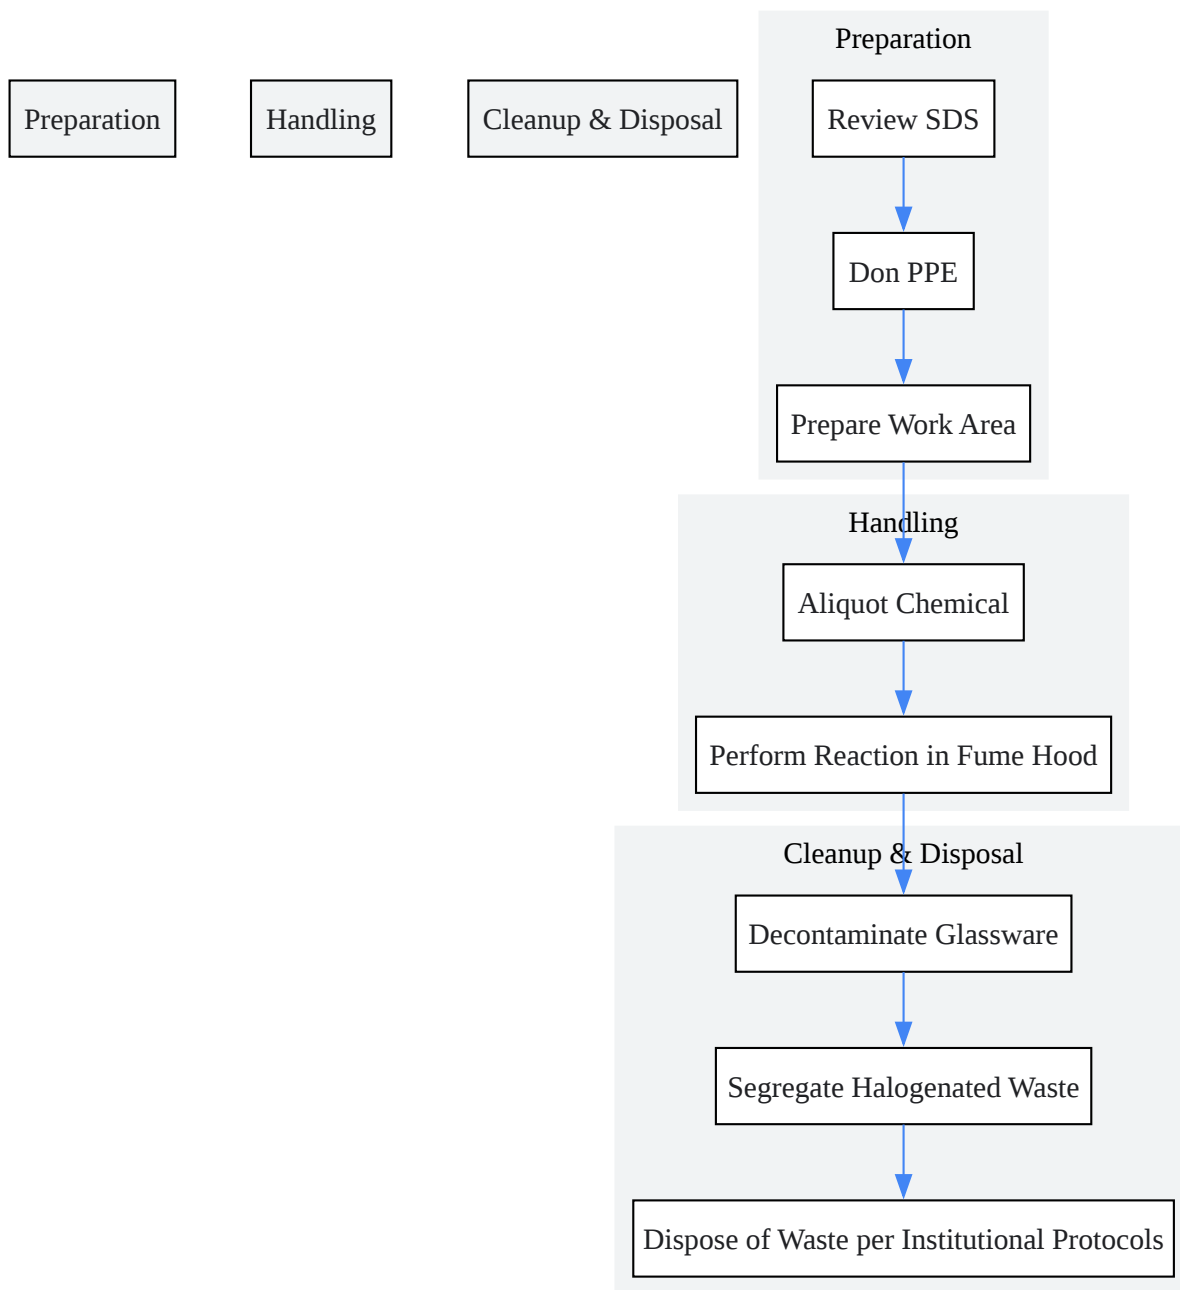 Preparation
Handling
Cleanup & Disposal
Preparation
Review SDS
Don PPE
Prepare Work Area
Handling
Aliquot Chemical
Perform Reaction in Fume Hood
Cleanup & Disposal
Decontaminate Glassware
Segregate Halogenated Waste
Dispose of Waste per Institutional Protocols